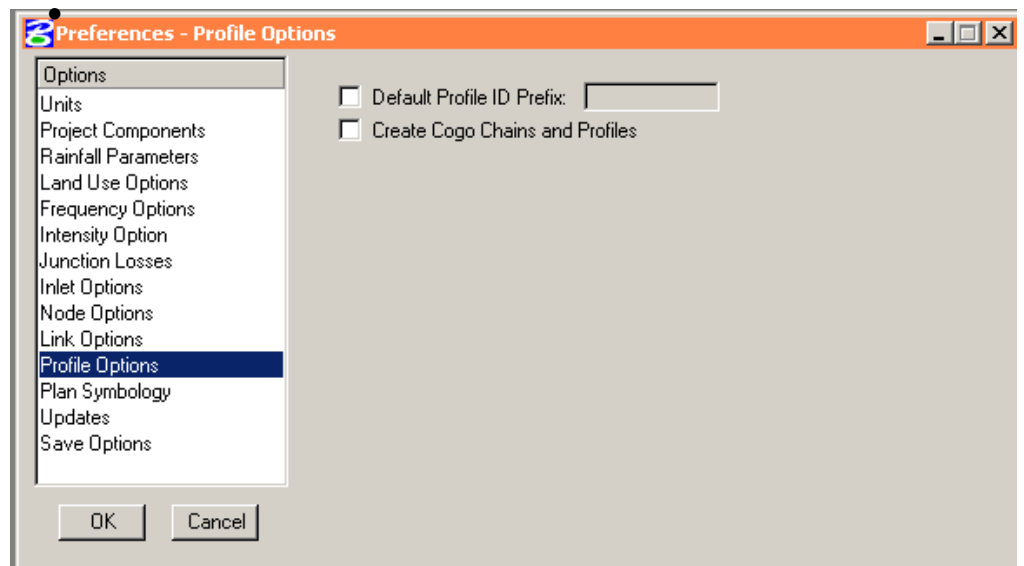 Preferences - Profile Options
Options
Units
Project Components
Rainfall Parameters
Land Use Options
Frequency Options
Intensity Option
Junction Losses
Inlet Options
Node Options
Link Options
Profile Options
Plan Symbology
Updates
Save Options
Default Profile ID Prefix:
Create Cogo Chains and Profiles
OK
Cancel